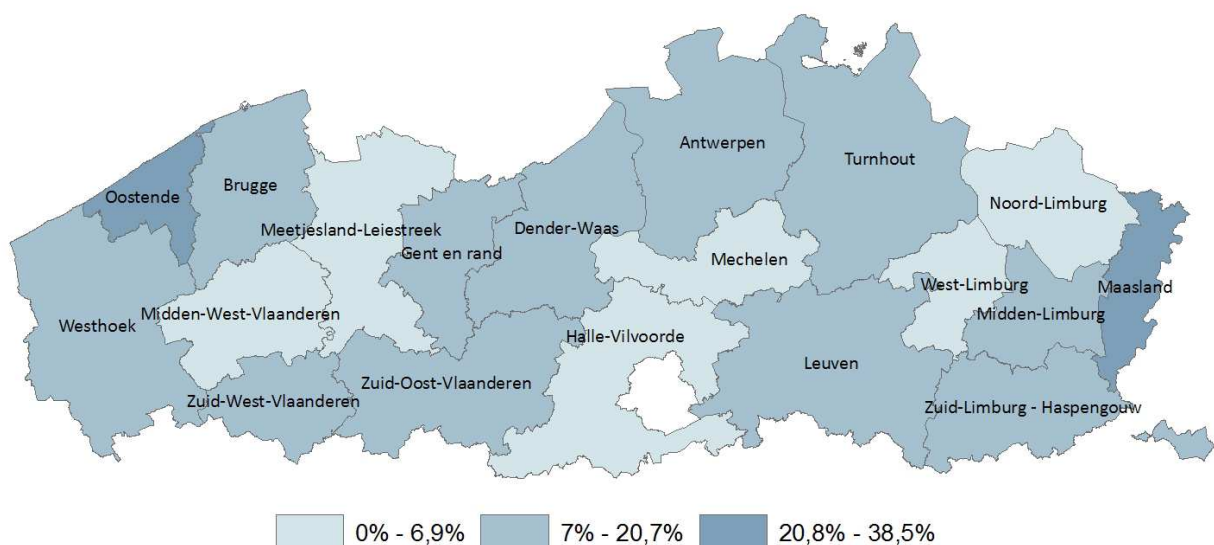 Antwerpen
Turnhout
Oostende
Brugge
Noord-Limburg
Meetjesland-Leiestreek
Dender-Waas
Gent en rand
Mechelen
West-Limburg
Maasland
Midden-West-Vlaanderen
Midden-Limburg
Westhoek
Halle-Vilvoorde
Leuven
Zuid-Oost-Vlaanderen
Zuid-West-Vlaanderen
Zuid-Limburg - Haspengouw
0% - 6,9% 7% - 20,7% 20,8% - 38,5%